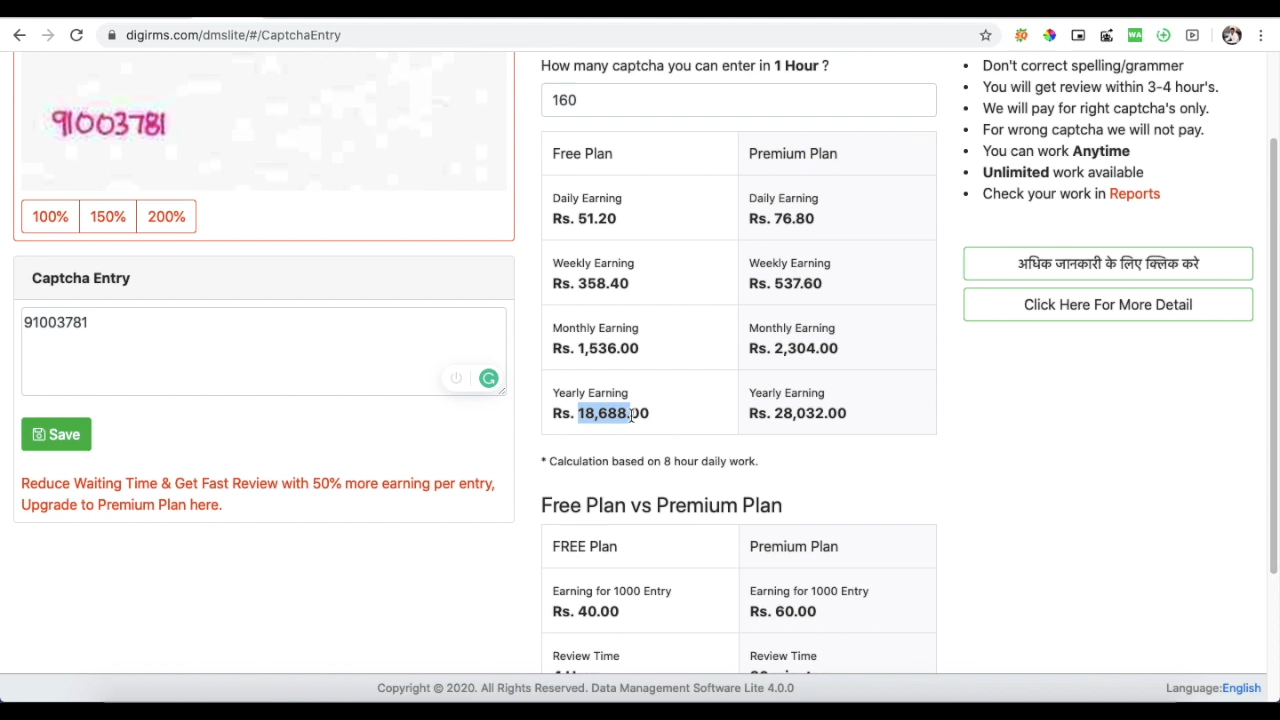 digirms.com/dmslite/#/CaptchaEntry
WA
91003781
100% 150% 200%
Captcha Entry
91003781
Save
Reduce Waiting Time & Get Fast Review with 50% more earning per entry,
Upgrade to Premium Plan here.
How many captcha you can enter in 1 Hour ?
160
Free Plan Premium Plan
Daily Earning Daily Earning
Rs. 51.20 Rs. 76.80
Weekly Earning Weekly Earning
Rs. 358.40 Rs. 537.60
Monthly Earning Monthly Earning
Rs. 1,536.00 Rs. 2,304.00
Yearly Earning Yearly Earning
Rs. 18,688.00 Rs. 28,032.00
* Calculation based on 8 hour daily work.
Free Plan vs Premium Plan
FREE Plan Premium Plan
Earning for 1000 Entry Earning for 1000 Entry
Rs. 40.00 Rs. 60.00
Review Time Review Time
• Don't correct spelling/grammer
• You will get review within 3-4 hour's.
• We will pay for right captcha's only.
• For wrong captcha we will not pay.
• You can work Anytime
• Unlimited work available
• Check your work in Reports
अधिक जानकारी के लिए क्लिक करे
Click Here For More Detail
Copyright © 2020. All Rights Reserved. Data Management Software Lite 4.0.0
Language:English